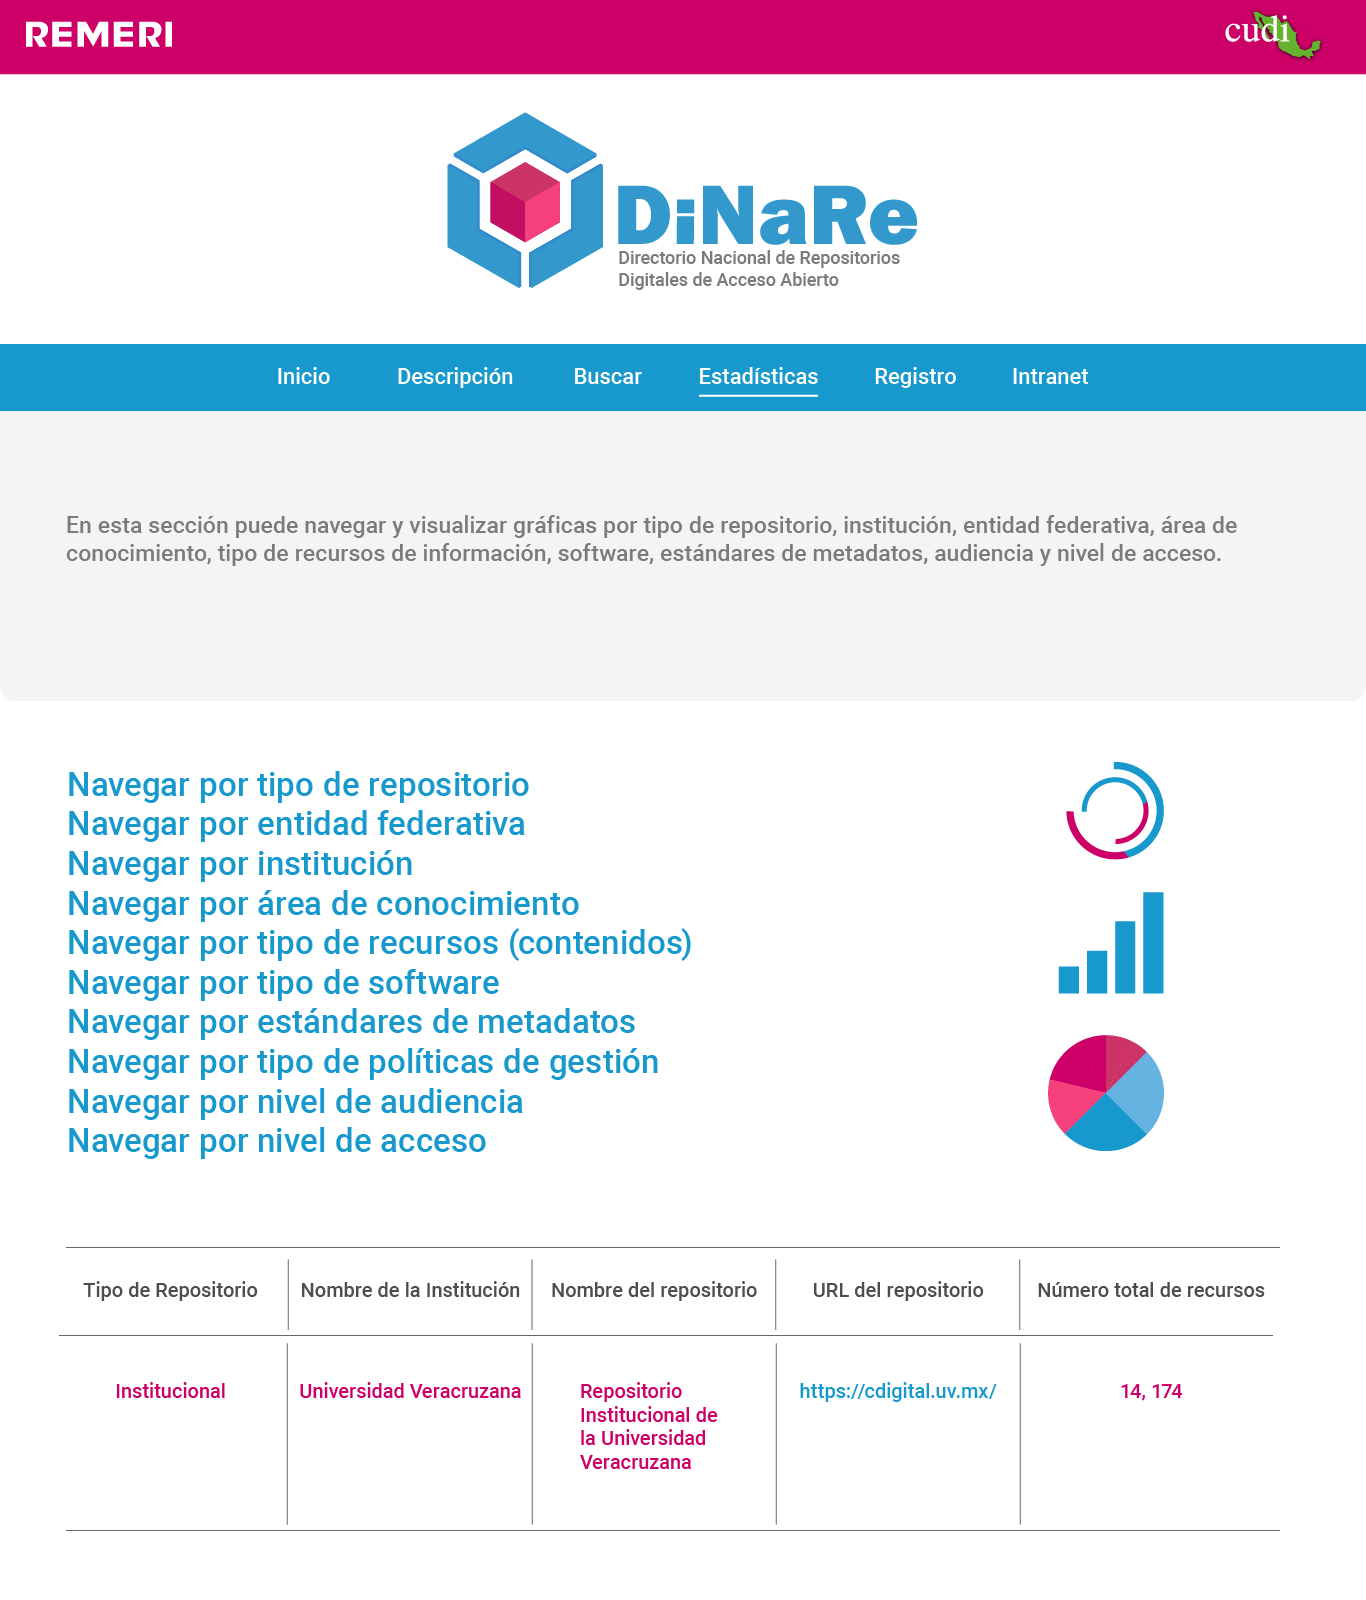 REMERI
cudi
DiNaRe
Directorio Nacional de Repositorios
Digitales de Acceso Abierto
Inicio Descripción Buscar Estadísticas Registro Intranet
En esta sección puede navegar y visualizar gráficas por tipo de repositorio, institución, entidad federativa, área de
conocimiento, tipo de recursos de información, software, estándares de metadatos, audiencia y nivel de acceso.
Navegar por tipo de repositorio
Navegar por entidad federativa
Navegar por institución
Navegar por área de conocimiento
Navegar por tipo de recursos (contenidos)
Navegar por tipo de software
Navegar por estándares de metadatos
Navegar por tipo de políticas de gestión
Navegar por nivel de audiencia
Navegar por nivel de acceso
Tipo de Repositorio Nombre de la Institución Nombre del repositorio URL del repositorio Número total de recursos
Institucional Universidad Veracruzana Repositorio https://cdigital.uv.mx/ 14, 174
Institucional de
la Universidad
Veracruzana